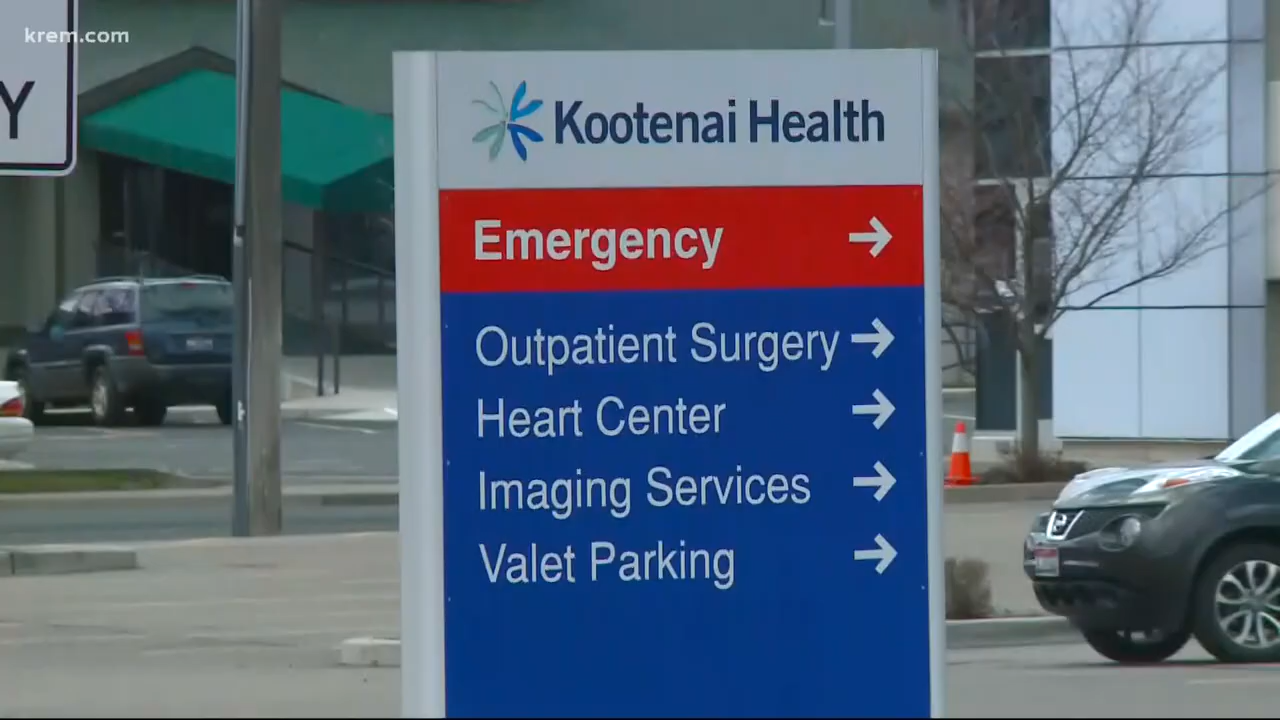 krem.com
Y
Kootenai Health
Emergency →
Outpatient Surgery →
Heart Center →
Imaging Services →
Valet Parking →